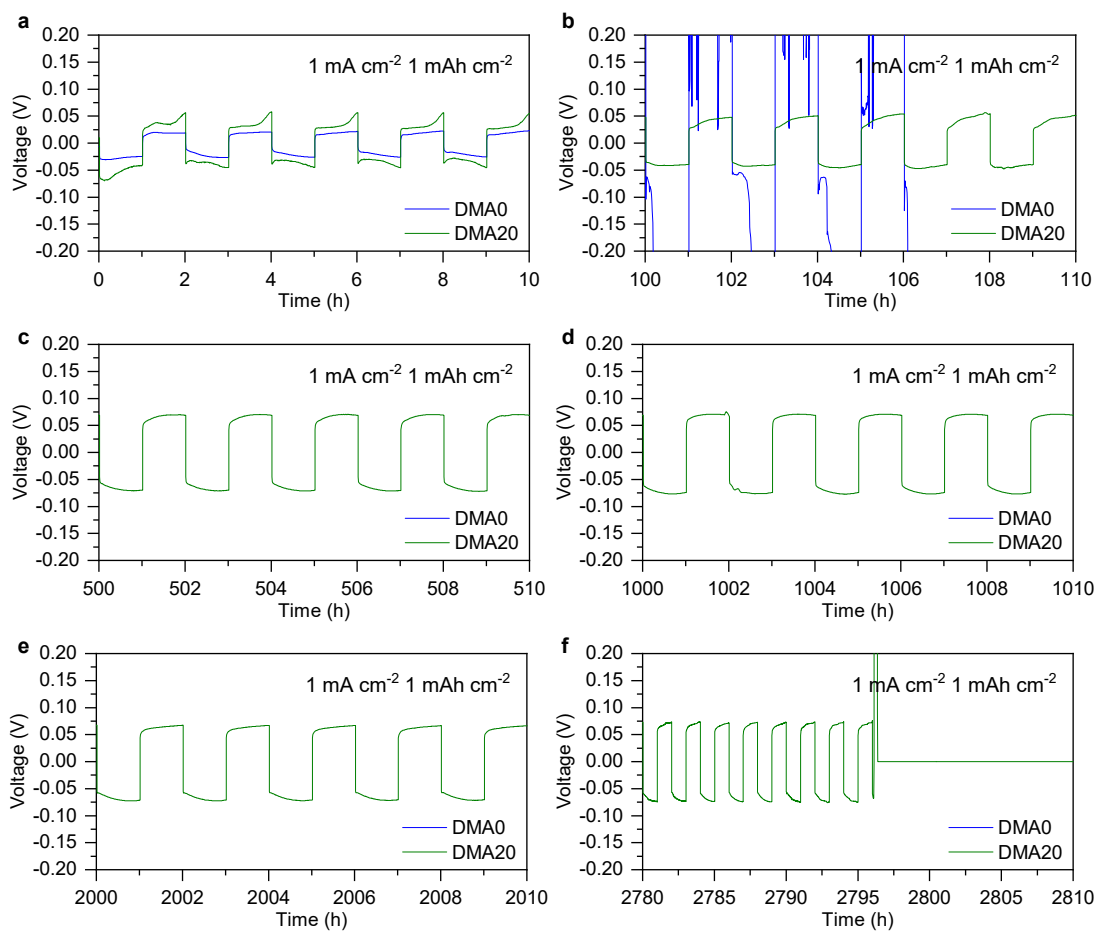 a
0.20
0.15
0.10
0.05
0.00
-0.05
-0.10
-0.15
-0.20
Voltage (V)
1 mA cm-2 1 mAh cm-2
DMA0
DMA20
0 2 4 6 8 10
Time (h)
b
0.20
0.15
0.10
0.05
0.00
-0.05
-0.10
-0.15
-0.20
Voltage (V)
1 mA cm-2 1 mAh cm-2
DMA0
DMA20
100 102 104 106 108 110
Time (h)
c
0.20
0.15
0.10
0.05
0.00
-0.05
-0.10
-0.15
-0.20
Voltage (V)
1 mA cm-2 1 mAh cm-2
DMA0
DMA20
500 502 504 506 508 510
Time (h)
d
0.20
0.15
0.10
0.05
0.00
-0.05
-0.10
-0.15
-0.20
Voltage (V)
1 mA cm-2 1 mAh cm-2
DMA0
DMA20
1000 1002 1004 1006 1008 1010
Time (h)
e
0.20
0.15
0.10
0.05
0.00
-0.05
-0.10
-0.15
-0.20
Voltage (V)
1 mA cm-2 1 mAh cm-2
DMA0
DMA20
2000 2002 2004 2006 2008 2010
Time (h)
f
0.20
0.15
0.10
0.05
0.00
-0.05
-0.10
-0.15
-0.20
Voltage (V)
1 mA cm-2 1 mAh cm-2
DMA0
DMA20
2780 2785 2790 2795 2800 2805 2810
Time (h)